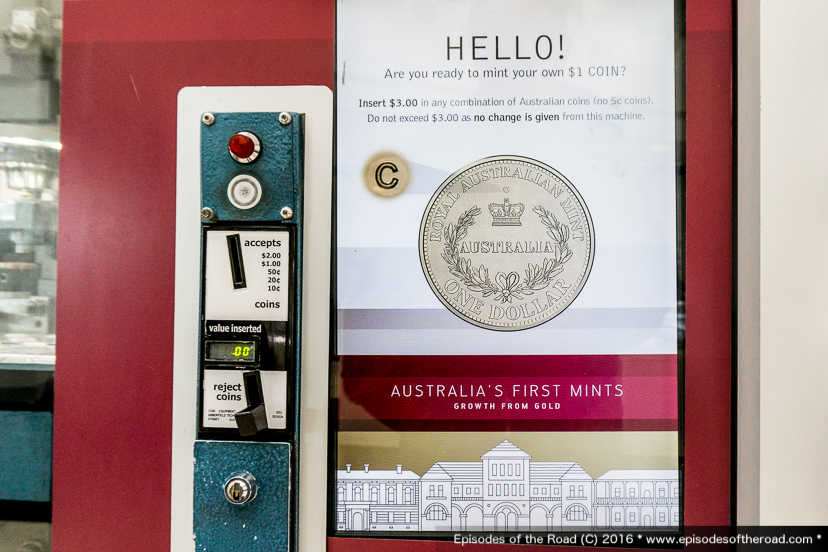 HELLO!
Are you ready to mint your own $1 COIN?
Insert $3.00 in any combination of Australian coins (no 5c coins).
Do not exceed $3.00 as no change is given from this machine.
C
ROYAL AUSTRALIAN MINT
C
AUSTRALIA
ONE DOLLAR
accepts
$2.00
$1.00
50¢
20¢
10¢
coins
value inserted
.00
reject
coins
AUSTRALIA'S FIRST MINTS
GROWTH FROM GOLD
Episodes of the Road (C) 2016 * www.episodesoftheroad.com *